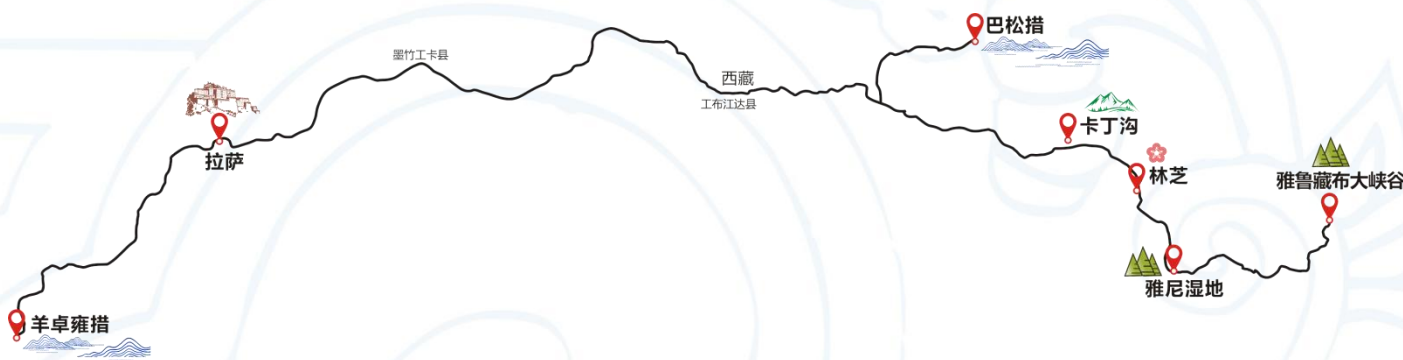 巴松措
墨竹工卡县
西藏
工布江达县
卡丁沟
拉萨
林芝
雅鲁藏布大峡谷
雅尼湿地
羊卓雍措